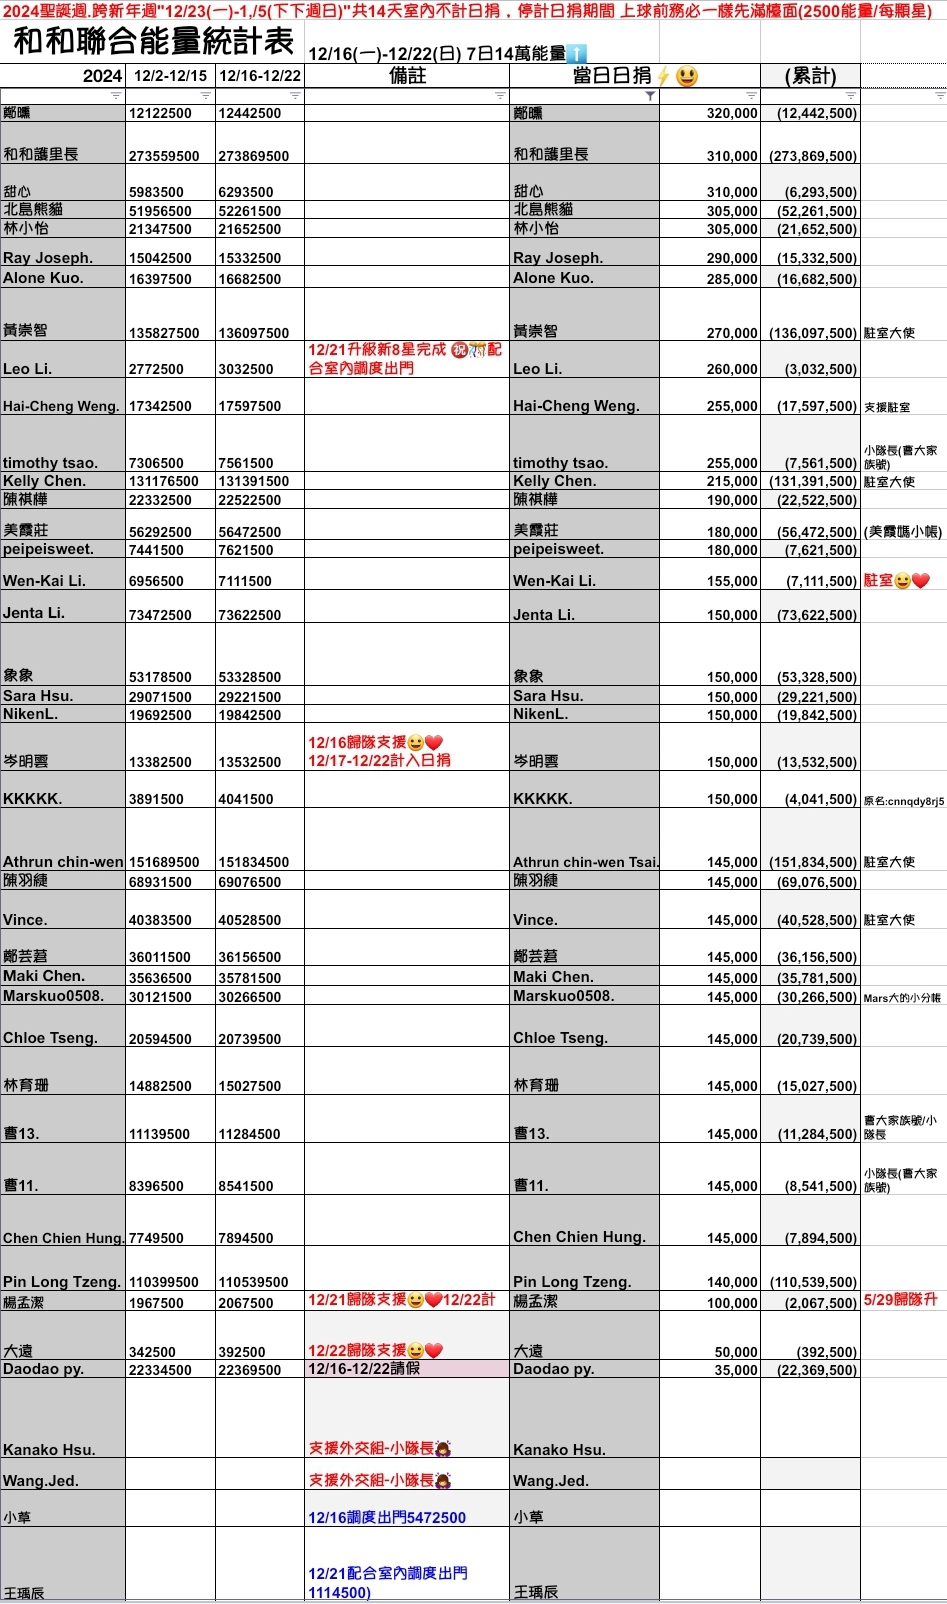 2024聖誕週.跨新年週"12/23(一)-1,/5(下下週日)"共14天室內不計日捐，停計日捐期間 上球前務必一樣先滿檯面(2500能量/每顆星)
和和聯合能量統計表 12/16(一)-12/22(日) 7日14萬能量⬆️
2024 12/2-12/15 12/16-12/22 備註 當日日捐⚡😃 (累計)
鄭曛 12122500 12442500 鄭曛 320,000 (12,442,500)
和和護里長 273559500 273869500 和和護里長 310,000 (273,869,500)
甜心 5983500 6293500 甜心 310,000 (6,293,500)
北島熊貓 51956500 52261500 北島熊貓 305,000 (52,261,500)
林小怡 21347500 21652500 林小怡 305,000 (21,652,500)
Ray Joseph. 15042500 15332500 Ray Joseph. 290,000 (15,332,500)
Alone Kuo. 16397500 16682500 Alone Kuo. 285,000 (16,682,500)
黃崇智 135827500 136097500 黃崇智 270,000 (136,097,500) 駐室大使
12/21升級新8星完成 ㊗️🎊配
Leo Li. 2772500 3032500 合室內調度出門 Leo Li. 260,000 (3,032,500)
Hai-Cheng Weng. 17342500 17597500 Hai-Cheng Weng. 255,000 (17,597,500) 支援駐室
小隊長(曹大家
timothy tsao. 7306500 7561500 timothy tsao. 255,000 (7,561,500) 族號)
Kelly Chen. 131176500 131391500 Kelly Chen. 215,000 (131,391,500) 駐室大使
陳祺樺 22332500 22522500 陳祺樺 190,000 (22,522,500)
美霞莊 56292500 56472500 美霞莊 180,000 (56,472,500) (美霞媽小帳)
peipeisweet. 7441500 7621500 peipeisweet. 180,000 (7,621,500)
Wen-Kai Li. 6956500 7111500 Wen-Kai Li. 155,000 (7,111,500) 駐室😀❤️
Jenta Li. 73472500 73622500 Jenta Li. 150,000 (73,622,500)
象象 53178500 53328500 象象 150,000 (53,328,500)
Sara Hsu. 29071500 29221500 Sara Hsu. 150,000 (29,221,500)
NikenL. 19692500 19842500 NikenL. 150,000 (19,842,500)
12/16歸隊支援😀❤️
岑明雲 13382500 13532500 12/17-12/22計入日捐 岑明雲 150,000 (13,532,500)
KKKKK. 3891500 4041500 KKKKK. 150,000 (4,041,500) 原名:cnnqdy8rj5
Athrun chin-wen 151689500 151834500 Athrun chin-wen Tsai. 145,000 (151,834,500) 駐室大使
陳羽緁 68931500 69076500 陳羽緁 145,000 (69,076,500)
Vince. 40383500 40528500 Vince. 145,000 (40,528,500) 駐室大使
鄭芸萫 36011500 36156500 鄭芸萫 145,000 (36,156,500)
Maki Chen. 35636500 35781500 Maki Chen. 145,000 (35,781,500)
Marskuo0508. 30121500 30266500 Marskuo0508. 145,000 (30,266,500) Mars大的小分帳
Chloe Tseng. 20594500 20739500 Chloe Tseng. 145,000 (20,739,500)
林育珊 14882500 15027500 林育珊 145,000 (15,027,500)
曹大家族號/小
曹13. 11139500 11284500 曹13. 145,000 (11,284,500) 隊長
小隊長(曹大家
曹11. 8396500 8541500 曹11. 145,000 (8,541,500) 族號)
Chen Chien Hung. 7749500 7894500 Chen Chien Hung. 145,000 (7,894,500)
Pin Long Tzeng. 110399500 110539500 Pin Long Tzeng. 140,000 (110,539,500)
楊孟潔 1967500 2067500 12/21歸隊支援😀❤️12/22計 楊孟潔 100,000 (2,067,500) 5/29歸隊升
大遠 342500 392500 12/22歸隊支援😀❤️ 大遠 50,000 (392,500)
Daodao py. 22334500 22369500 12/16-12/22請假 Daodao py. 35,000 (22,369,500)
Kanako Hsu. 支援外交組-小隊長🙇 Kanako Hsu.
Wang.Jed. 支援外交組-小隊長🙇 Wang.Jed.
小草 12/16調度出門5472500 小草
12/21配合室內調度出門
王瑀辰 1114500) 王瑀辰